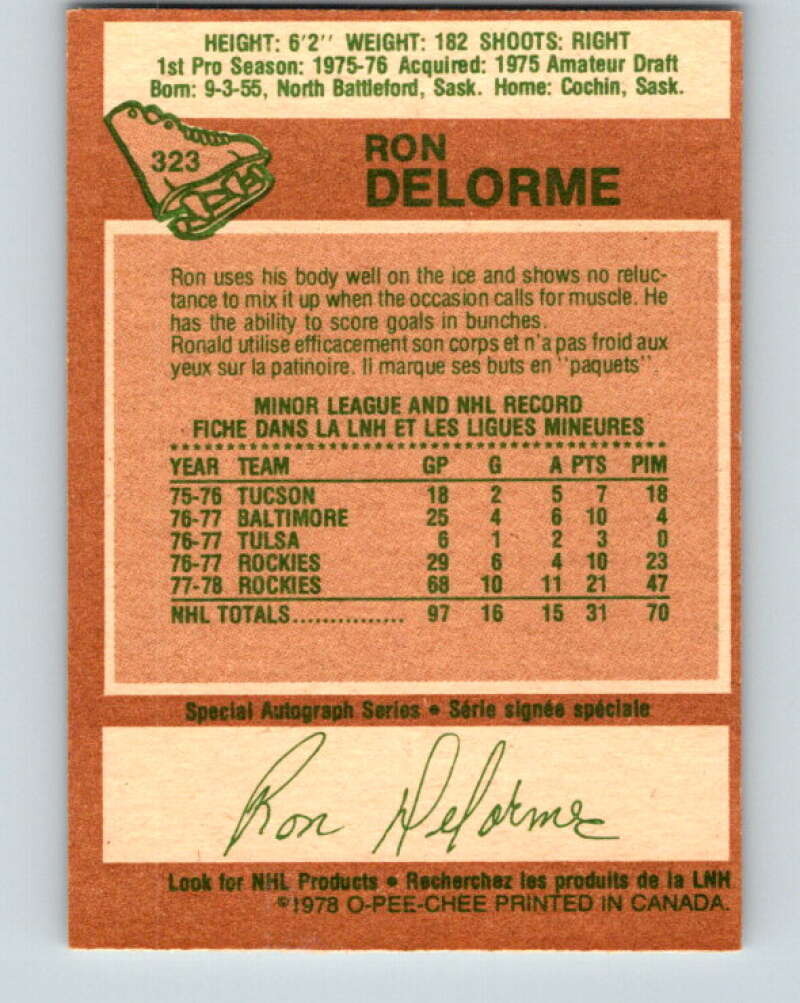 HEIGHT: 6'2'' WEIGHT: 182 SHOOTS: RIGHT
1st Pro Season: 1975-76 Acquired: 1975 Amateur Draft
Born: 9-3-55, North Battleford, Sask. Home: Cochin, Sask.
323
RON
DELORME
Ron uses his body well on the ice and shows no reluc-
tance to mix it up when the occasion calls for muscle. He
has the ability to score goals in bunches.
Ronald utilise efficacement son corps et n'a pas froid aux
yeux sur la patinoire. Il marque ses buts en ''paquets''.
MINOR LEAGUE AND NHL RECORD
FICHE DANS LA LNH ET LES LIGUES MINEURES
YEAR TEAM GP G A PTS PIM
75-76 TUCSON 18 2 5 7 18
76-77 BALTIMORE 25 4 6 10 4
76-77 TULSA 6 1 2 3 0
76-77 ROCKIES 29 6 4 10 23
77-78 ROCKIES 68 10 11 21 47
NHL TOTALS............... 97 16 15 31 70
Special Autograph Series • Série signée spéciale
Ron Delorme
Look for NHL Products • Recherchez les produits de la LNH
©1978 O-PEE-CHEE PRINTED IN CANADA.